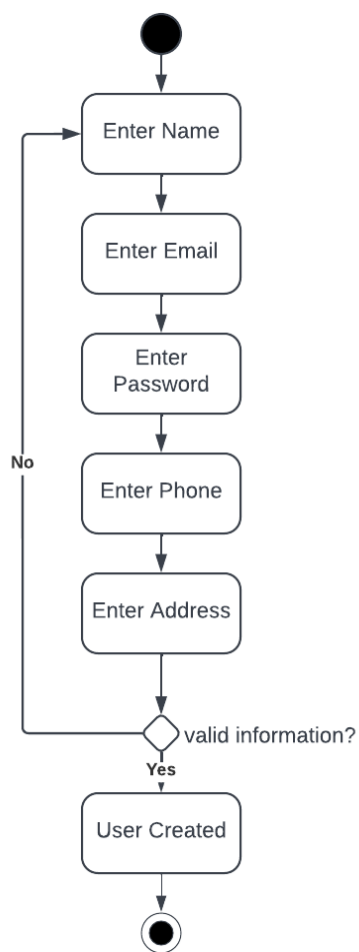 Enter Name
Enter Email
Enter
Password
No
Enter Phone
Enter Address
valid information?
Yes
User Created